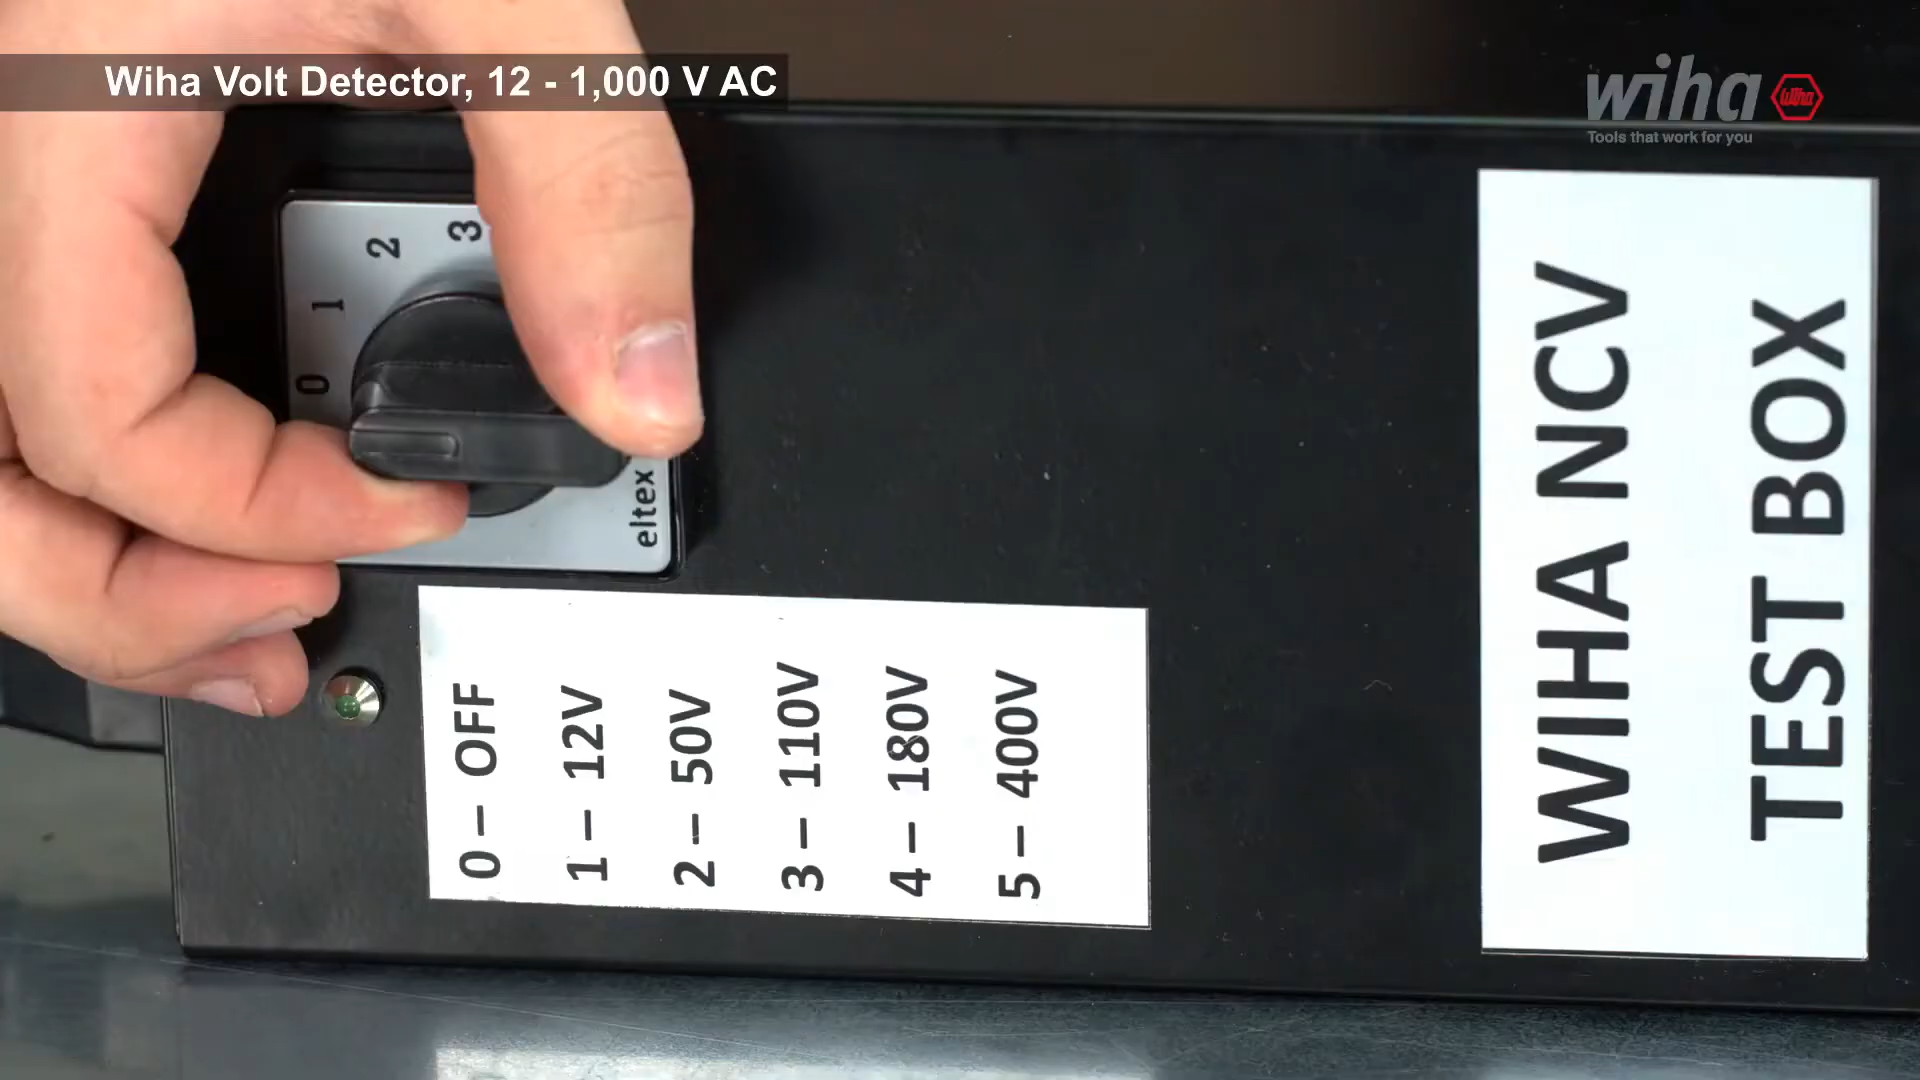 Wiha Volt Detector, 12 - 1,000 V AC
wiha
Wiha
Tools that work for you
0
1
2
3
eltex
0 – OFF
1 – 12V
2 – 50V
3 – 110V
4 – 180V
5 – 400V
WIHA NCV
TEST BOX